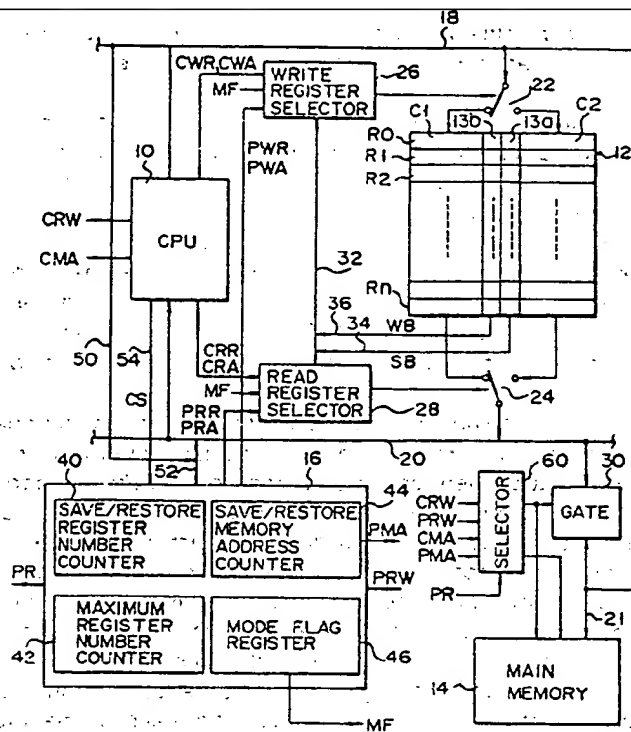 18
CWR,CWA
MF
WRITE
REGISTER
SELECTOR
26
22
C1
13b
13a
C2
10
PWR
PWA
R0
R1
R2
12
CRW
CMA
CPU
32
Rn
36
WB
34
SB
50
54
CS
CRR
CRA
MF
PRR
PRA
READ
REGISTER
SELECTOR
28
24
52
20
40
16
44
60
30
SAVE/RESTORE
REGISTER
NUMBER
COUNTER
SAVE/RESTORE
MEMORY
ADDRESS
COUNTER
PMA
CRW
PRW
CMA
PMA
SELECTOR
GATE
PR
PRW
PR
21
42
MAXIMUM
REGISTER
NUMBER
COUNTER
MODE FLAG
REGISTER
46
14
MAIN
MEMORY
MF